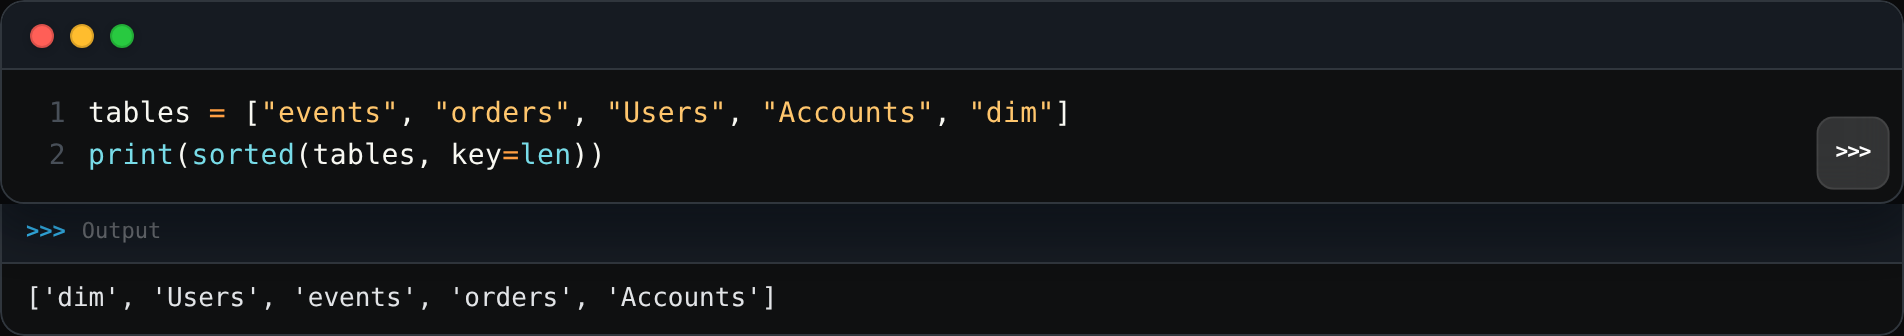 1 tables = ["events", "orders", "Users", "Accounts", "dim"]
2 print(sorted(tables, key=len))
>>>
>>> Output
['dim', 'Users', 'events', 'orders', 'Accounts']